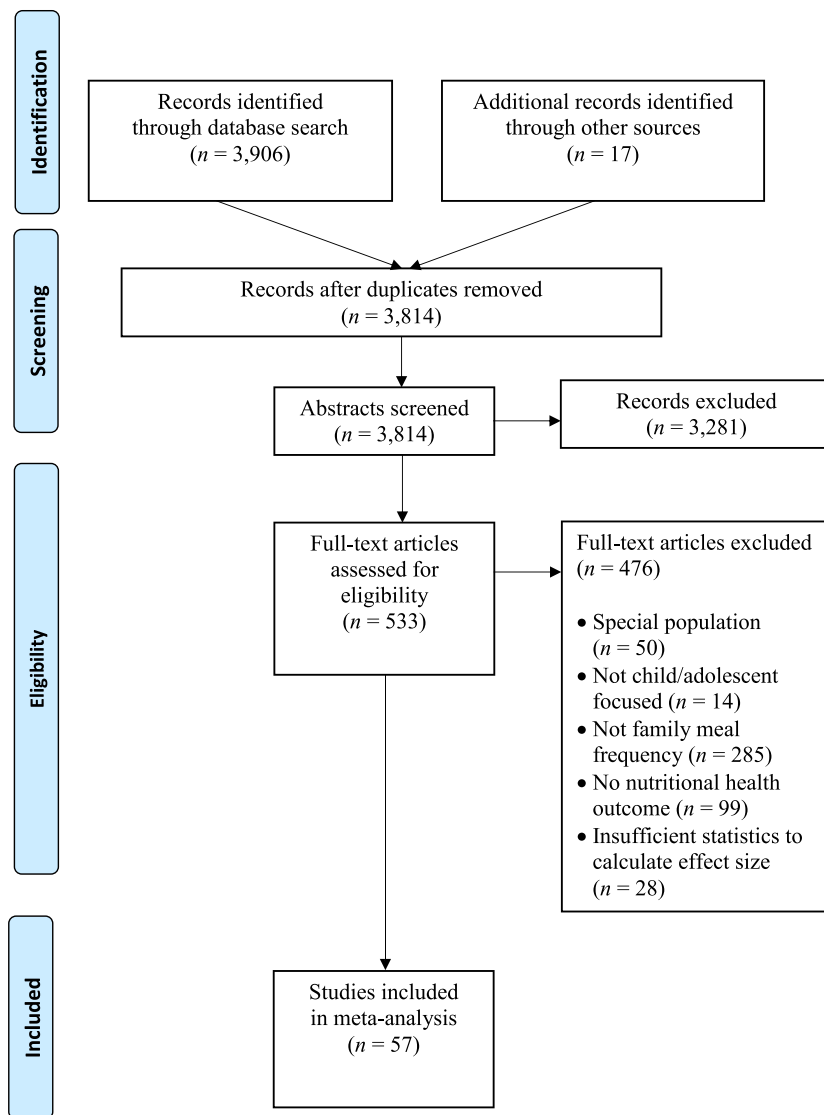 Identification
Records identified
through database search
(n = 3,906)
Additional records identified
through other sources
(n = 17)
Screening
Records after duplicates removed
(n = 3,814)
Abstracts screened
(n = 3,814)
Records excluded
(n = 3,281)
Eligibility
Full-text articles
assessed for
eligibility
(n = 533)
Full-text articles excluded
(n = 476)
• Special population
(n = 50)
• Not child/adolescent
focused (n = 14)
• Not family meal
frequency (n = 285)
• No nutritional health
outcome (n = 99)
• Insufficient statistics to
calculate effect size
(n = 28)
Included
Studies included
in meta-analysis
(n = 57)